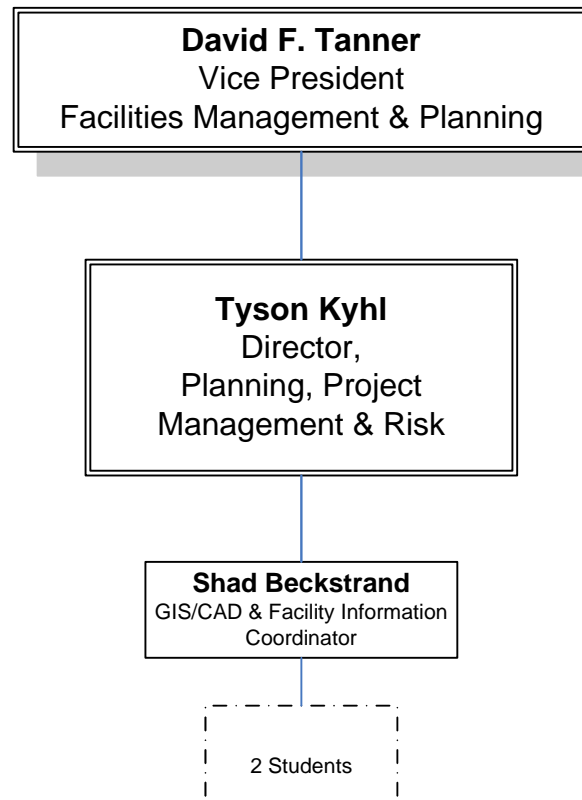 David F. Tanner
Vice President
Facilities Management & Planning
Tyson Kyhl
Director,
Planning, Project
Management & Risk
Shad Beckstrand
GIS/CAD & Facility Information
Coordinator
2 Students